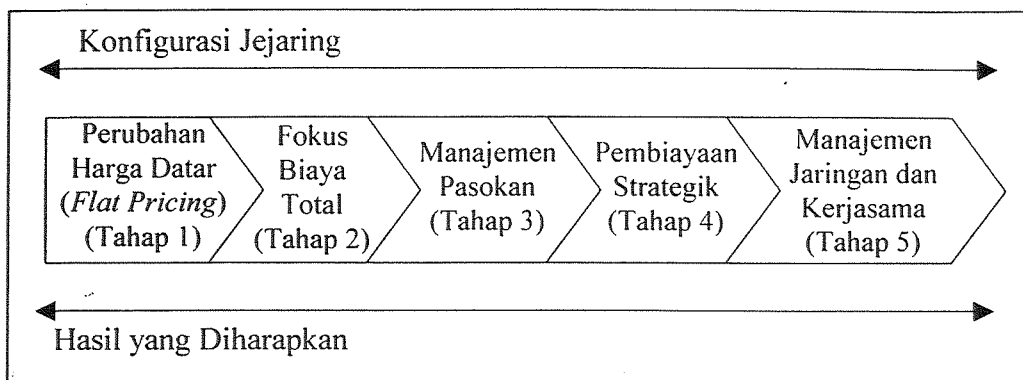 Konfigurasi Jejaring
Perubahan
Harga Datar
(Flat Pricing)
(Tahap 1)
Fokus
Biaya
Total
(Tahap 2)
Manajemen
Pasokan
(Tahap 3)
Pembiayaan
Strategik
(Tahap 4)
Manajemen
Jaringan dan
Kerjasama
(Tahap 5)
Hasil yang Diharapkan